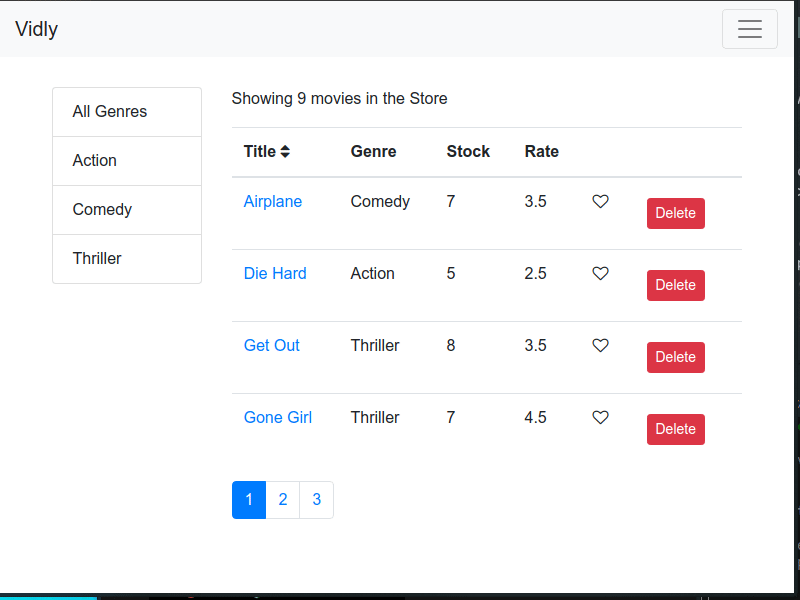 Vidly
All Genres
Action
Comedy
Thriller
Showing 9 movies in the Store
Title Genre Stock Rate
Airplane Comedy 7 3.5 Delete
Die Hard Action 5 2.5 Delete
Get Out Thriller 8 3.5 Delete
Gone Girl Thriller 7 4.5 Delete
1 2 3